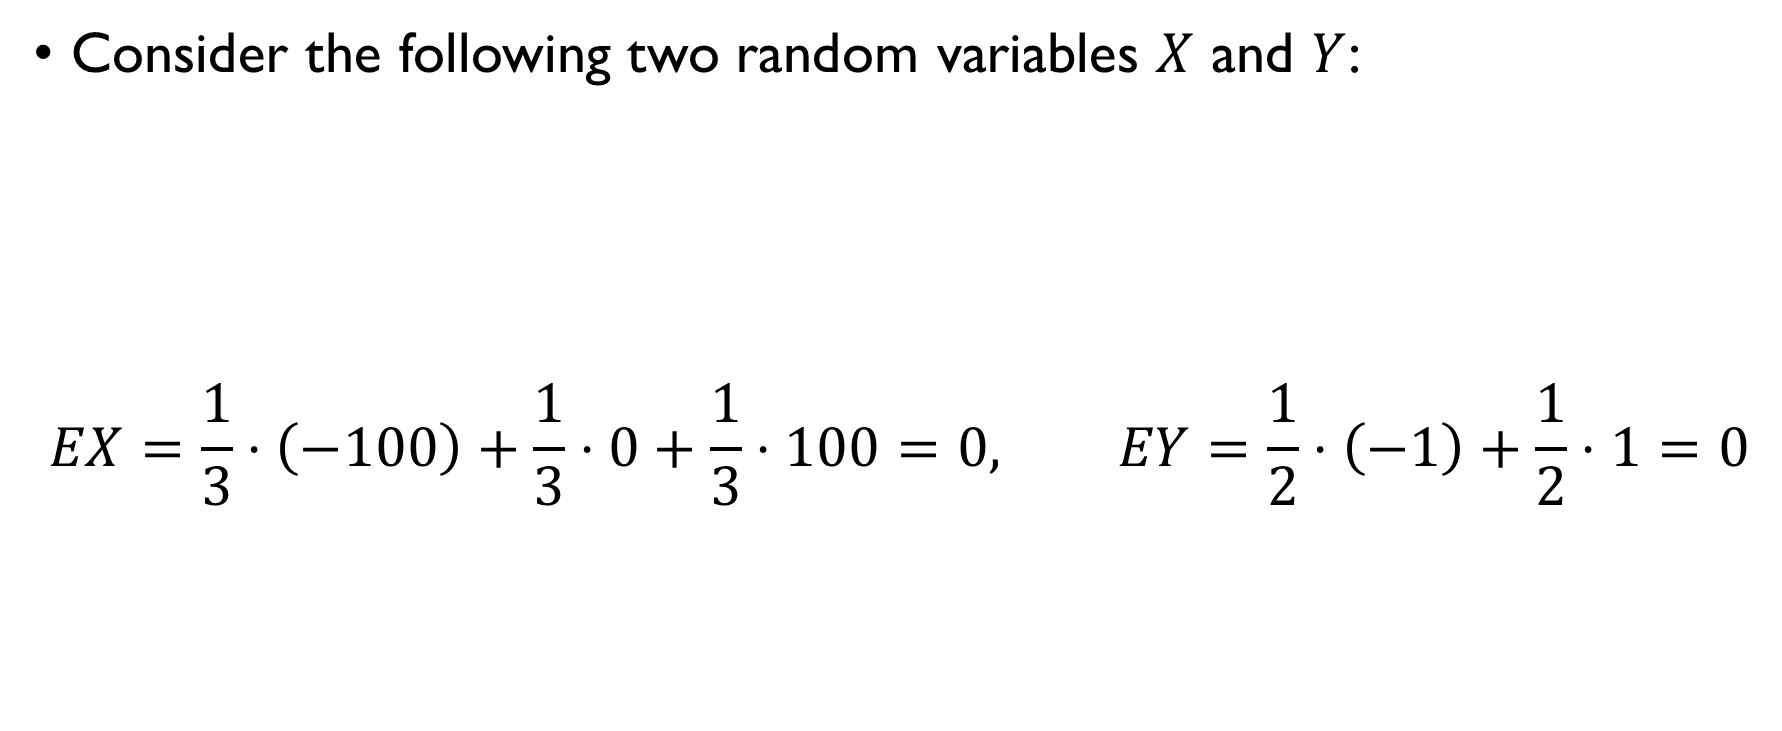 • Consider the following two random variables X and Y:
EX = 1/3 · (−100) + 1/3 · 0 + 1/3 · 100 = 0, EY = 1/2 · (−1) + 1/2 · 1 = 0